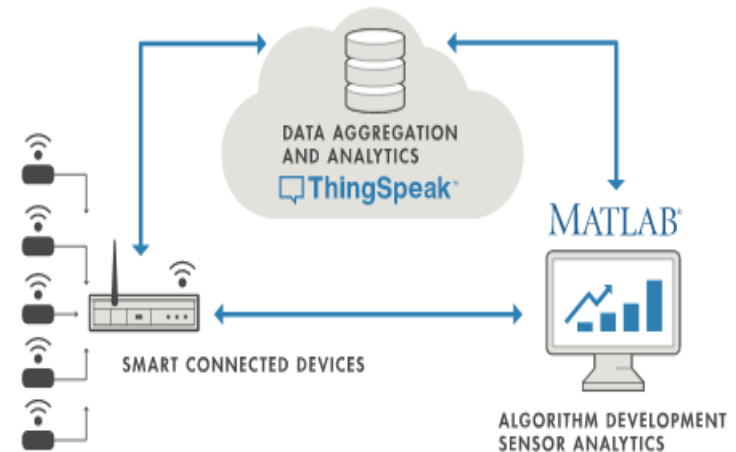 DATA AGGREGATION
AND ANALYTICS
ThingSpeak™
MATLAB®
SMART CONNECTED DEVICES
ALGORITHM DEVELOPMENT
SENSOR ANALYTICS